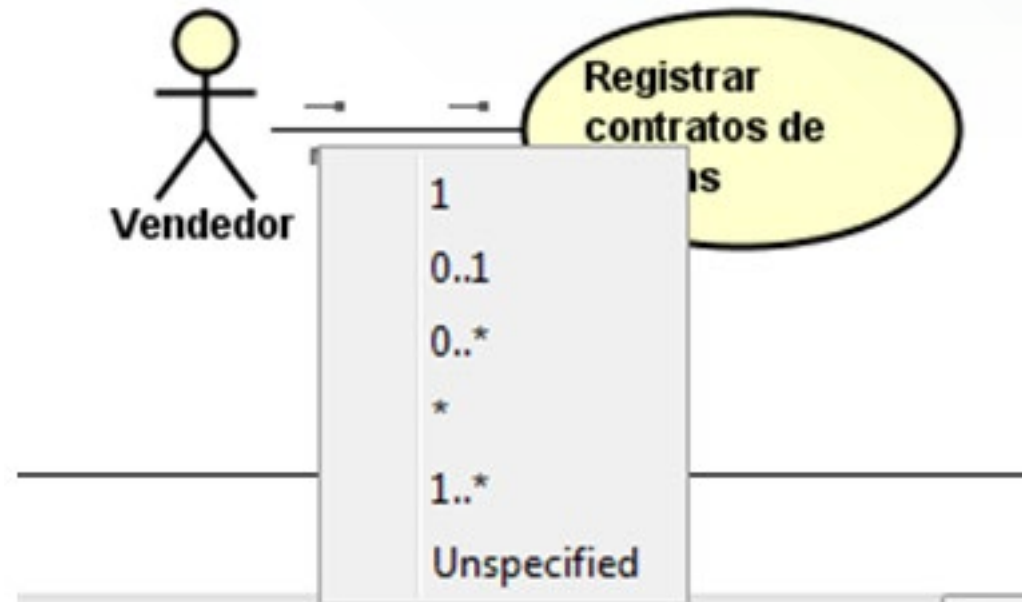 Registrar
contratos de
Vendedor
1
0..1
0..*
*
1..*
Unspecified